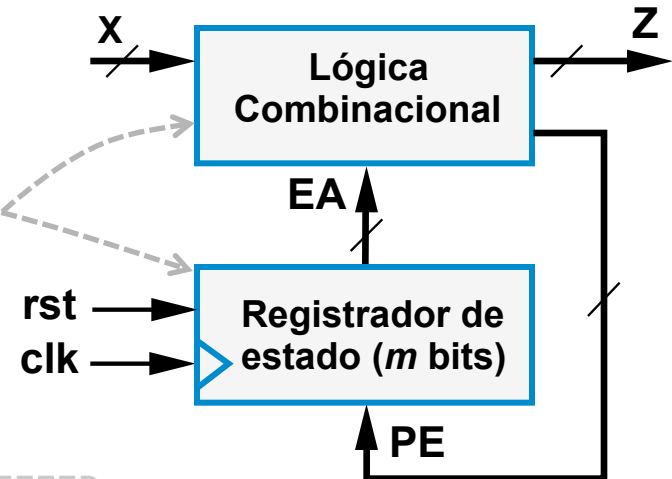 X
Z
Lógica
Combinacional
EA
rst
clk
Registrador de
estado (m bits)
PE